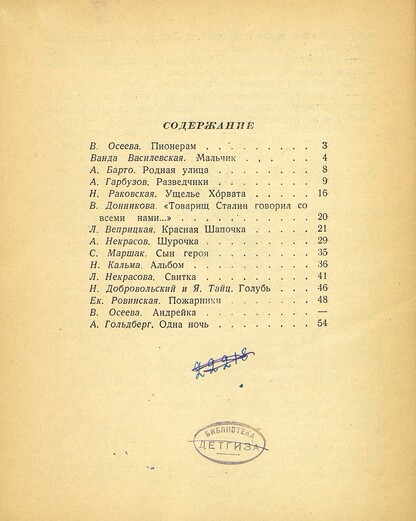 СОДЕРЖАНИЕ
В. Осеева. Пионерам . . . . . . . . . 3
Ванда Василевская. Мальчик . . . . . 4
А. Барто. Родная улица . . . . . . . . 8
А. Гарбузов, Разведчики . . . . . . . . 9
Н. Раковская. Ущелье Хо́рвата . . . . . 16
В. Донникова. «Товарищ Сталин говорил со
всеми нами...» . . . . . . . . . . 20
Л. Веприцкая. Красная Шапочка . . . . . 21
А. Некрасов. Шурочка . . . . . . . . . 29
С. Маршак. Сын героя . . . . . . . . 35
Н. Кальма. Альбом . . . . . . . . . . 36
Л. Некрасова, Свитка . . . . . . . . . 41
Н. Добровольский и Я. Тайц. Голубь . . . 46
Ек. Ровинская. Пожарники . . . . . . . 48
В. Осеева. Андрейка . . . . . . . . . —
А. Гольдберг. Одна ночь . . . . . . . 54
БИБЛИОТЕКА
ДЕТГИЗА